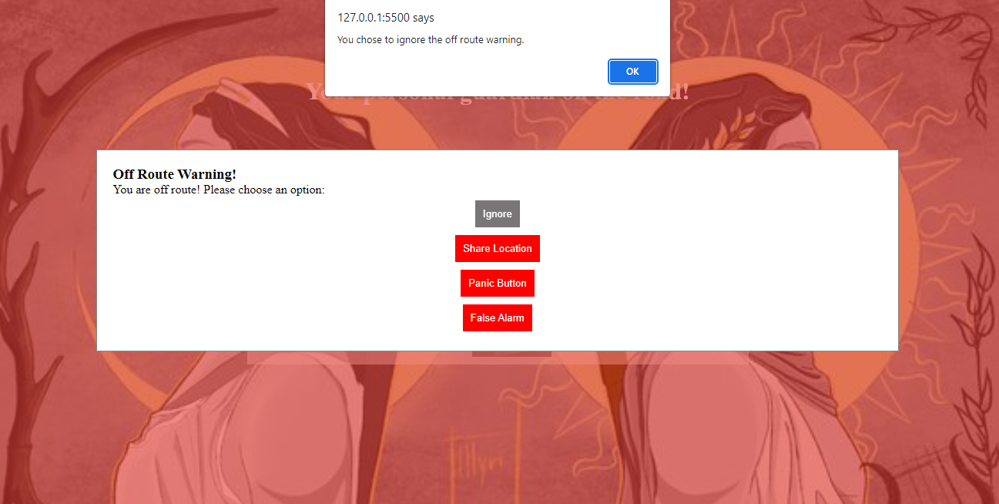 127.0.0.1:5500 says
You chose to ignore the off route warning.
OK
Your personal guardian on the road!
Off Route Warning!
You are off route! Please choose an option:
Ignore
Share Location
Panic Button
False Alarm
Illyri